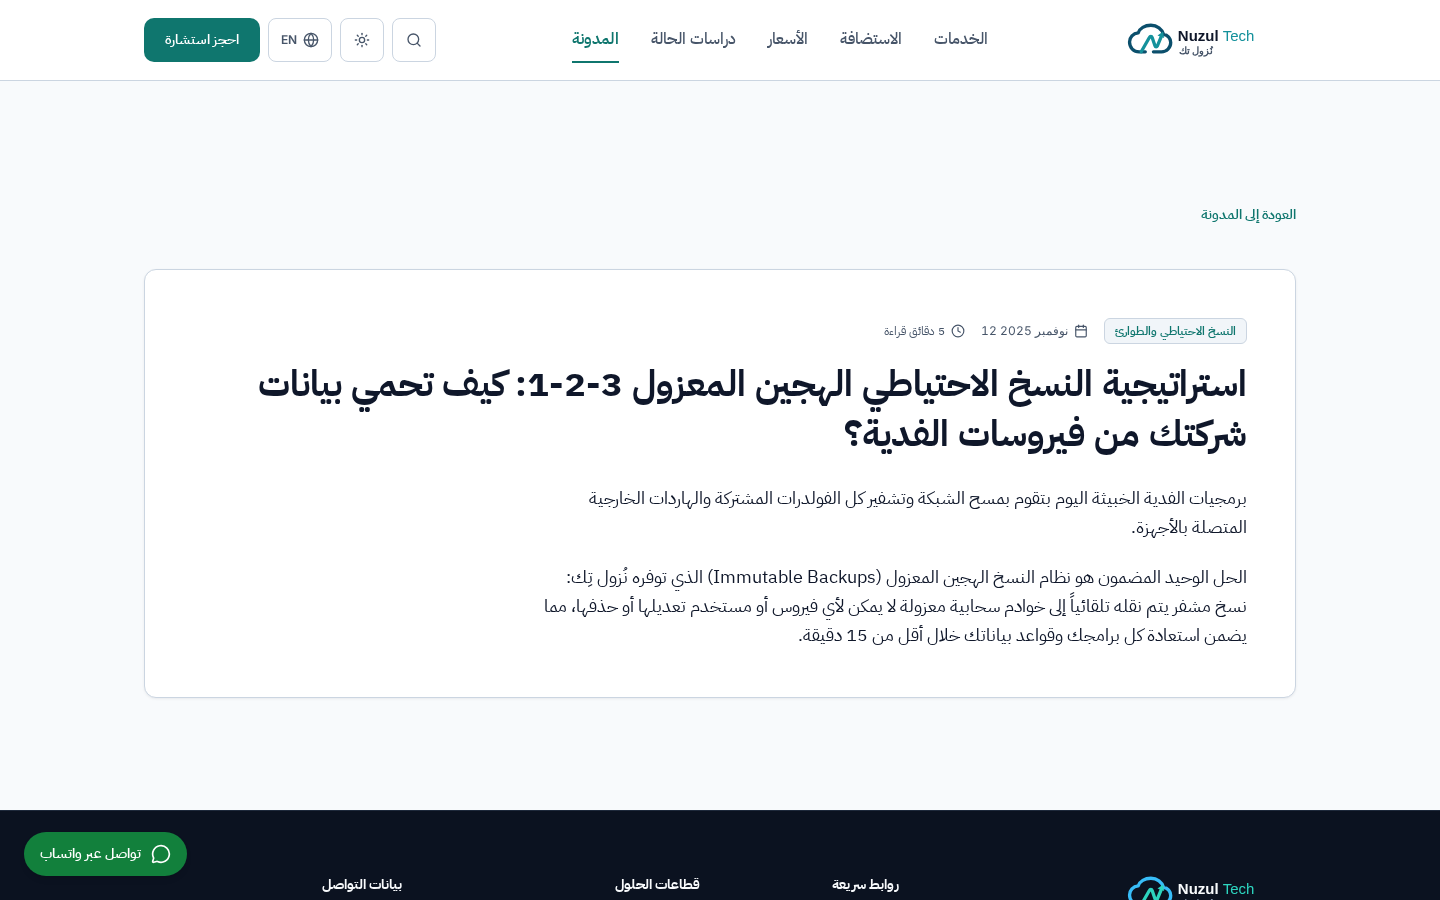 Nuzul Tech
نُزول تك
الخدمات
الاستضافة
الأسعار
دراسات الحالة
المدونة
EN
احجز استشارة
العودة إلى المدونة
النسخ الاحتياطي والطوارئ
12 نوفمبر 2025
5 دقائق قراءة
استراتيجية النسخ الاحتياطي الهجين المعزول 3-2-1: كيف تحمي بيانات
شركتك من فيروسات الفدية؟
برمجيات الفدية الخبيثة اليوم بتقوم بمسح الشبكة وتشفير كل الفولدرات المشتركة والهاردات الخارجية
المتصلة بالأجهزة.
الحل الوحيد المضمون هو نظام النسخ الهجين المعزول (Immutable Backups) الذي توفره نُزول تِك:
نسخ مشفر يتم نقله تلقائياً إلى خوادم سحابية معزولة لا يمكن لأي فيروس أو مستخدم تعديلها أو حذفها، مما
يضمن استعادة كل برامجك وقواعد بياناتك خلال أقل من 15 دقيقة.
Nuzul Tech
روابط سريعة
قطاعات الحلول
بيانات التواصل
تواصل عبر واتساب